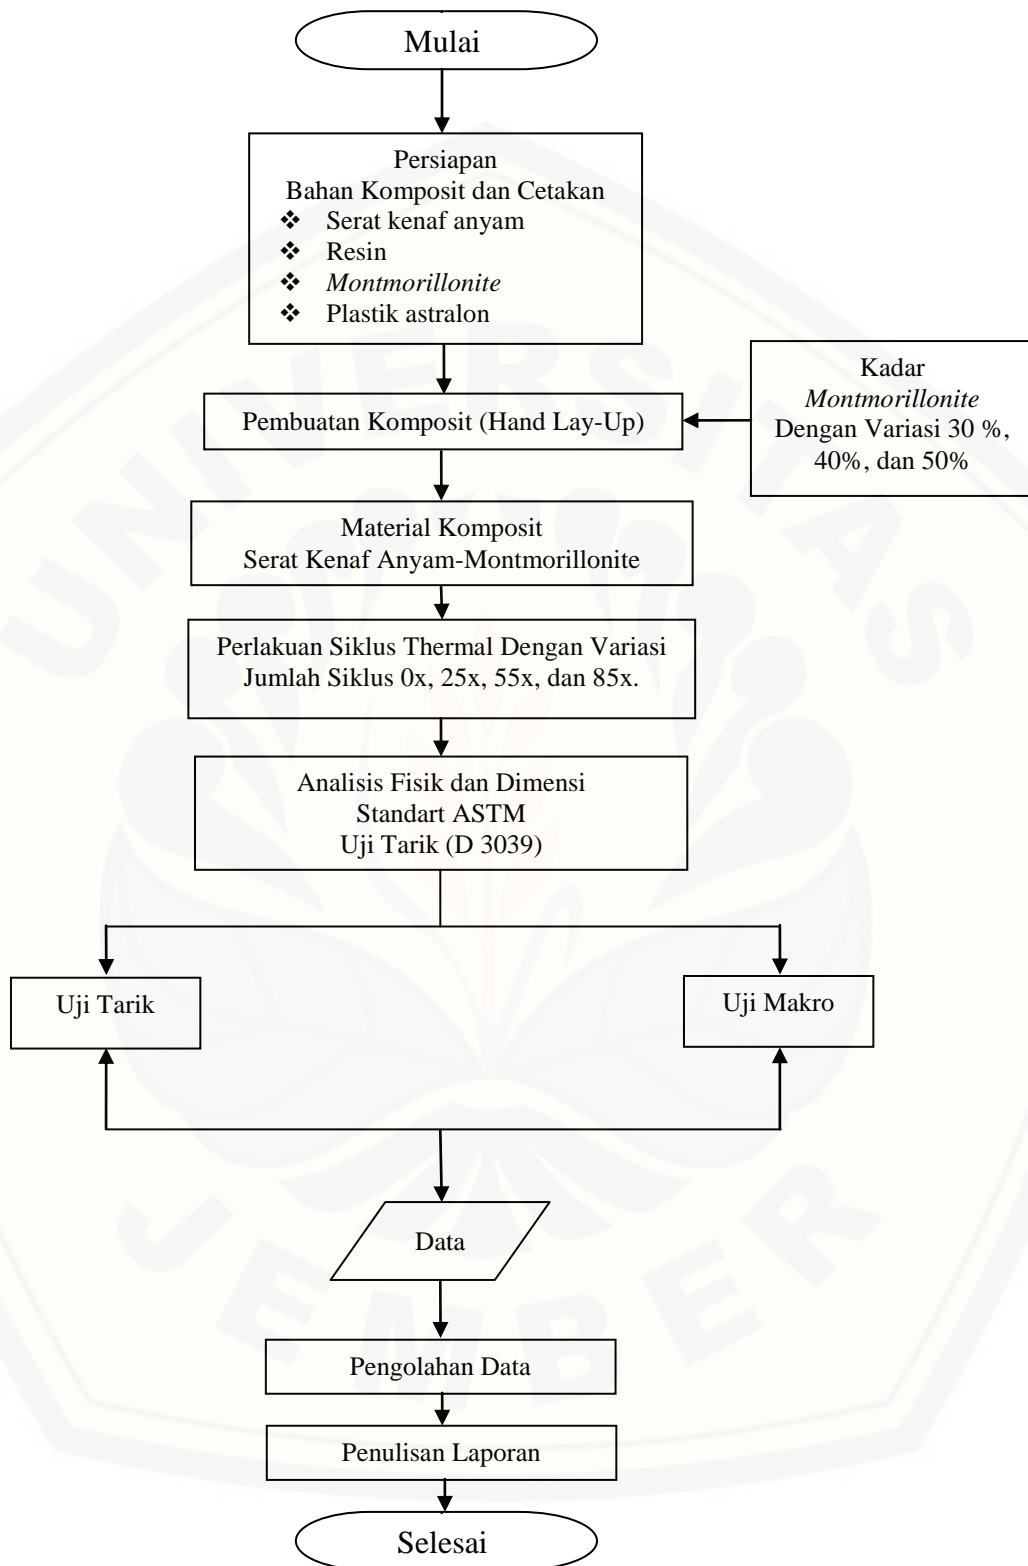 Mulai
Persiapan
Bahan Komposit dan Cetakan
❖ Serat kenaf anyam
❖ Resin
❖ Montmorillonite
❖ Plastik astralon
Kadar
Montmorillonite
Dengan Variasi 30 %,
40%, dan 50%
Pembuatan Komposit (Hand Lay-Up)
Material Komposit
Serat Kenaf Anyam-Montmorillonite
Perlakuan Siklus Thermal Dengan Variasi
Jumlah Siklus 0x, 25x, 55x, dan 85x.
Analisis Fisik dan Dimensi
Standart ASTM
Uji Tarik (D 3039)
Uji Tarik
Uji Makro
Data
Pengolahan Data
Penulisan Laporan
Selesai
UNIVERSITAS
JEMBER